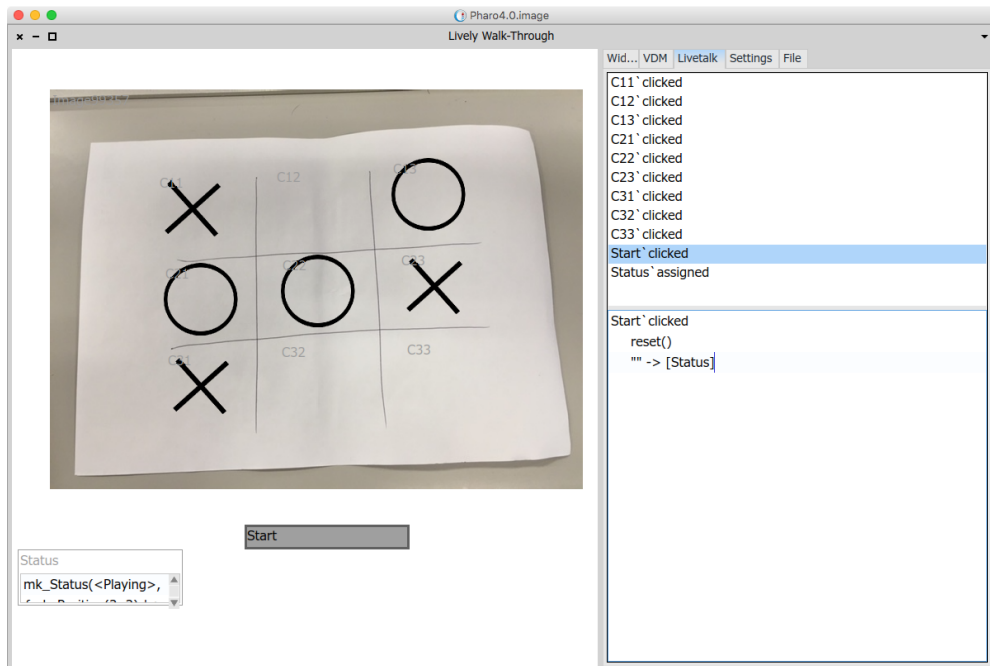 Pharo4.0.image
Lively Walk-Through
Wid... VDM Livetalk Settings File
C11`clicked
C12`clicked
C13`clicked
C21`clicked
C22`clicked
C23`clicked
C31`clicked
C32`clicked
C33`clicked
Start`clicked
Status`assigned
Start`clicked
reset()
"" -> [Status]
C11 C12 C13
C21 C22 C23
C31 C32 C33
Start
Status
mk_Status(<Playing>,